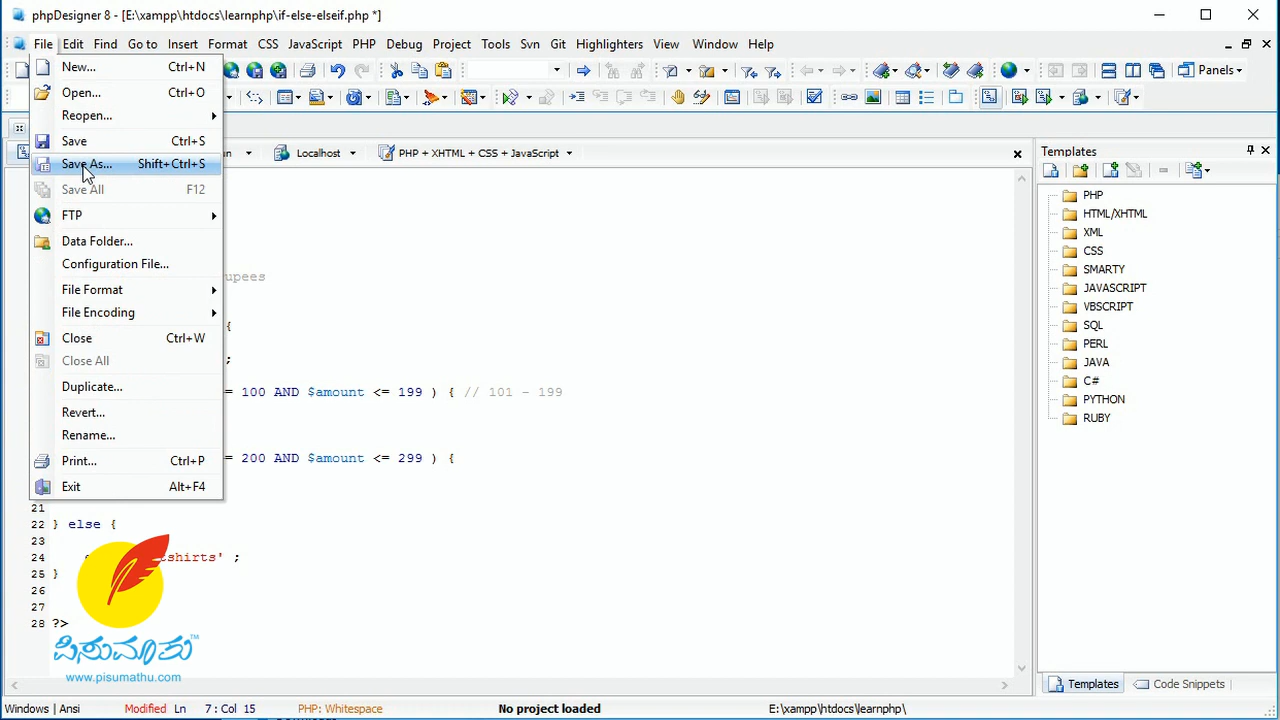 phpDesigner 8 - [E:\xampp\htdocs\learnphp\if-else-elseif.php *]
File Edit Find Go to Insert Format CSS JavaScript PHP Debug Project Tools Svn Git Highlighters View Window Help
New... Ctrl+N
Open... Ctrl+O
Reopen...
Save Ctrl+S
Save As... Shift+Ctrl+S
Save All F12
FTP
Data Folder...
Configuration File...
File Format
File Encoding
Close Ctrl+W
Close All
Duplicate...
Revert...
Rename...
Print... Ctrl+P
Exit Alt+F4
Panels
Localhost PHP + XHTML + CSS + JavaScript
upees
{
;
= 100 AND $amount <= 199 ) { // 101 - 199
= 200 AND $amount <= 299 ) {
21
22 } else {
23
24 tshirts' ;
25 }
26
27
28 ?>
ಪಿಸುಮಾತು TM
www.pisumathu.com
Templates
PHP
HTML/XHTML
XML
CSS
SMARTY
JAVASCRIPT
VBSCRIPT
SQL
PERL
JAVA
C#
PYTHON
RUBY
Templates Code Snippets
Windows | Ansi Modified Ln 7 : Col 15 PHP: Whitespace No project loaded E:\xampp\htdocs\learnphp\